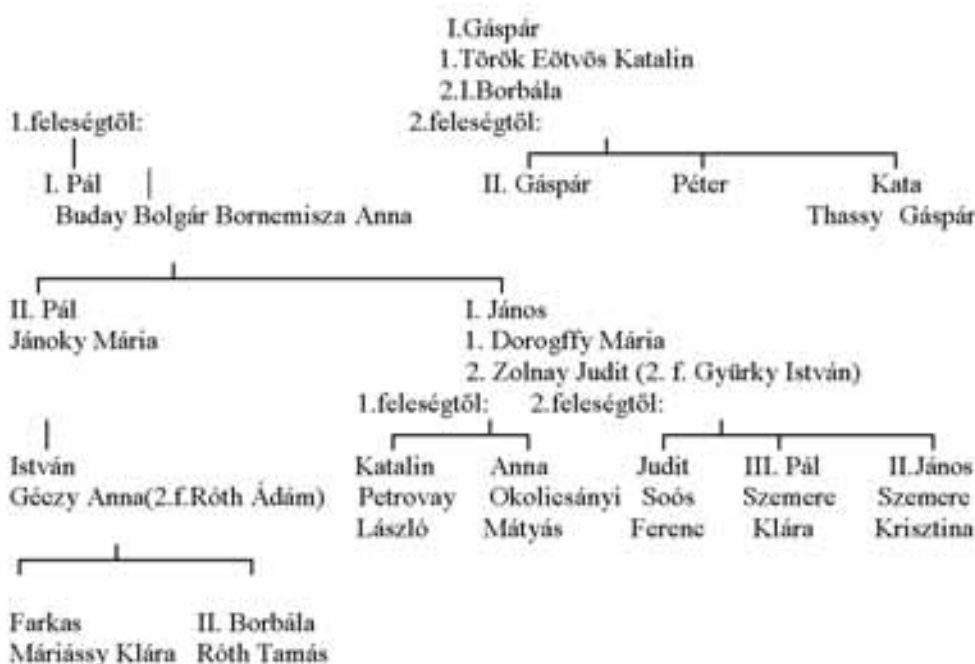 I.Gáspár
1.Török Eötvös Katalin
2.I.Borbála
1.feleségtől: 2.feleségtől:
I. Pál II. Gáspár Péter Kata
Buday Bolgár Bornemisza Anna Thassy Gáspár
II. Pál I. János
Jánoky Mária 1. Dorogffy Mária
2. Zolnay Judit (2. f. Gyürky István)
1.feleségtől: 2.feleségtől:
István Katalin Anna Judit III. Pál II.János
Géczy Anna(2.f.Róth Ádám) Petrovay Okolicsányi Soós Szemere Szemere
László Mátyás Ferenc Klára Krisztina
Farkas II. Borbála
Máriássy Klára Róth Tamás